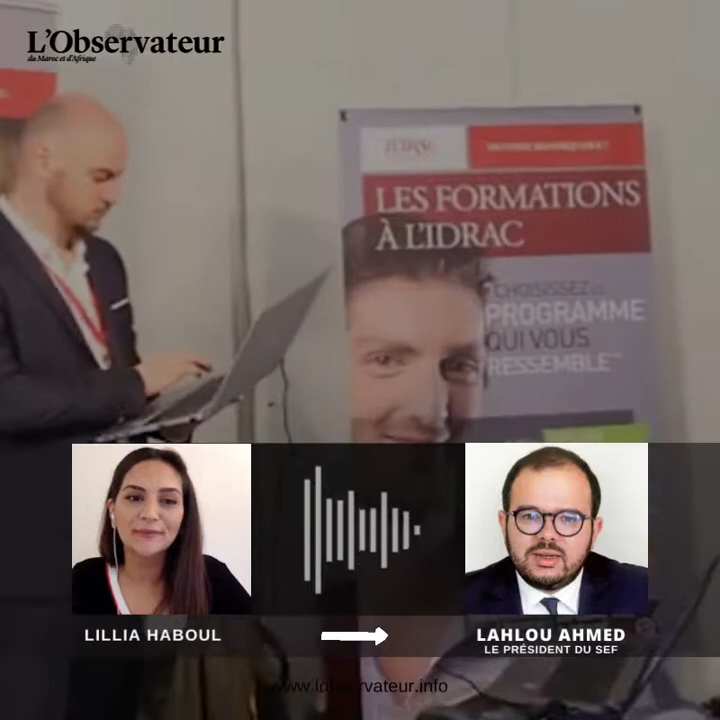 L'Observateur
du Maroc et d'Afrique
LES FORMATIONS
À L'IDRAC
CHOISISSEZ LE
PROGRAMME
QUI VOUS
RESSEMBLE
LILLIA HABOUL
LAHLOU AHMED
LE PRÉSIDENT DU SEF
www.lobservateur.info